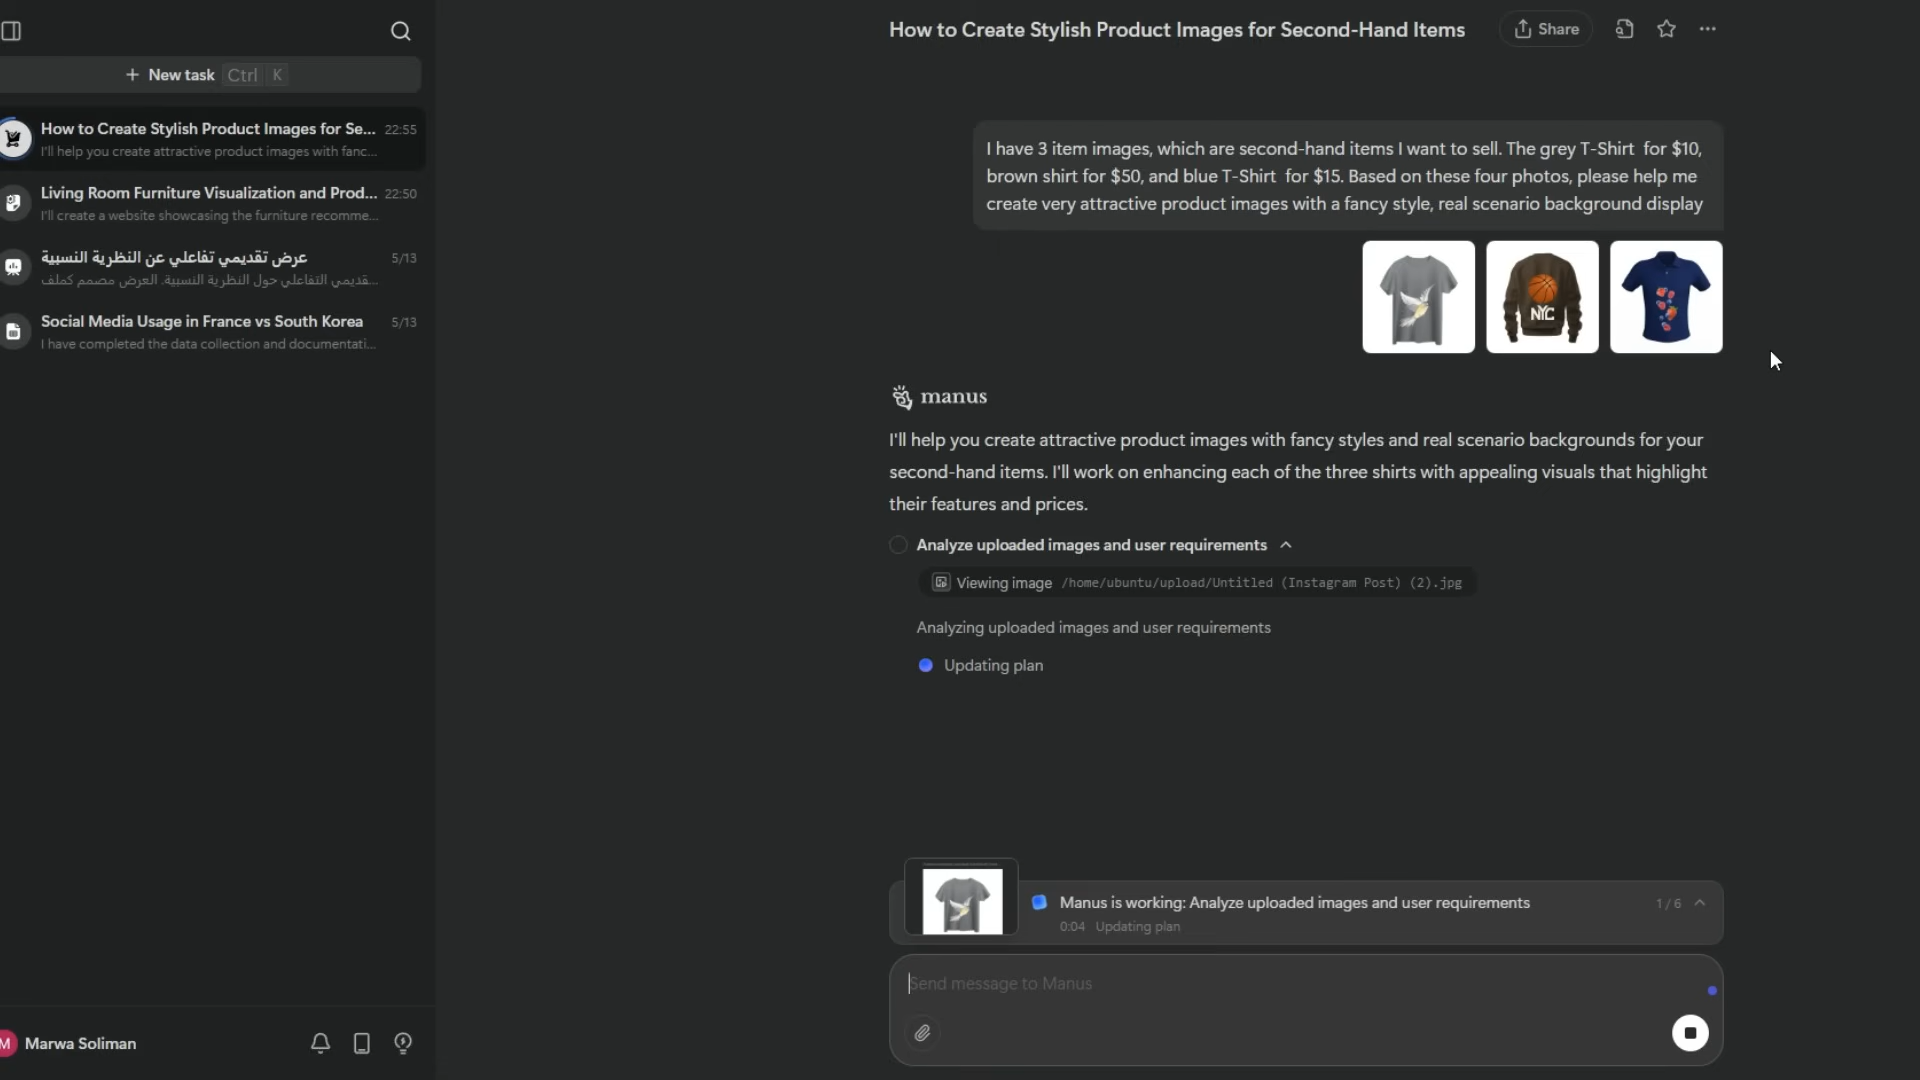 New task Ctrl K
How to Create Stylish Product Images for Se... 22:55
I'll help you create attractive product images with fanc...
Living Room Furniture Visualization and Prod... 22:50
I'll create a website showcasing the furniture recomme...
عرض تقديمي تفاعلي عن النظرية النسبية 5/13
...قديمي التفاعلي حول النظرية النسبية. العرض مصمم كملف
Social Media Usage in France vs South Korea 5/13
I have completed the data collection and documentati...
M Marwa Soliman
How to Create Stylish Product Images for Second-Hand Items Share
I have 3 item images, which are second-hand items I want to sell. The grey T-Shirt for $10,
brown shirt for $50, and blue T-Shirt for $15. Based on these four photos, please help me
create very attractive product images with a fancy style, real scenario background display
NYC
manus
I'll help you create attractive product images with fancy styles and real scenario backgrounds for your
second-hand items. I'll work on enhancing each of the three shirts with appealing visuals that highlight
their features and prices.
Analyze uploaded images and user requirements
Viewing image /home/ubuntu/upload/Untitled (Instagram Post) (2).jpg
Analyzing uploaded images and user requirements
Updating plan
Manus is working: Analyze uploaded images and user requirements 1 / 6
0:04 Updating plan
Send message to Manus